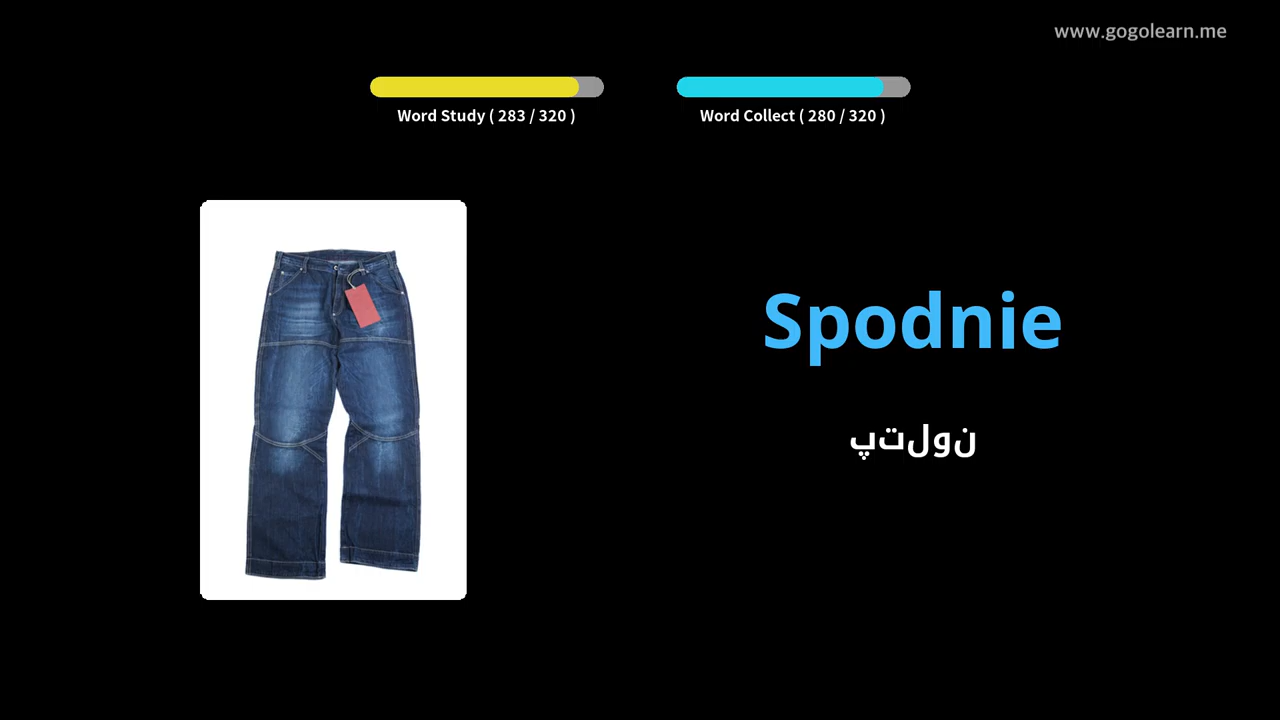 www.gogolearn.me
Word Study ( 283 / 320 )
Word Collect ( 280 / 320 )
Spodnie
پتلون